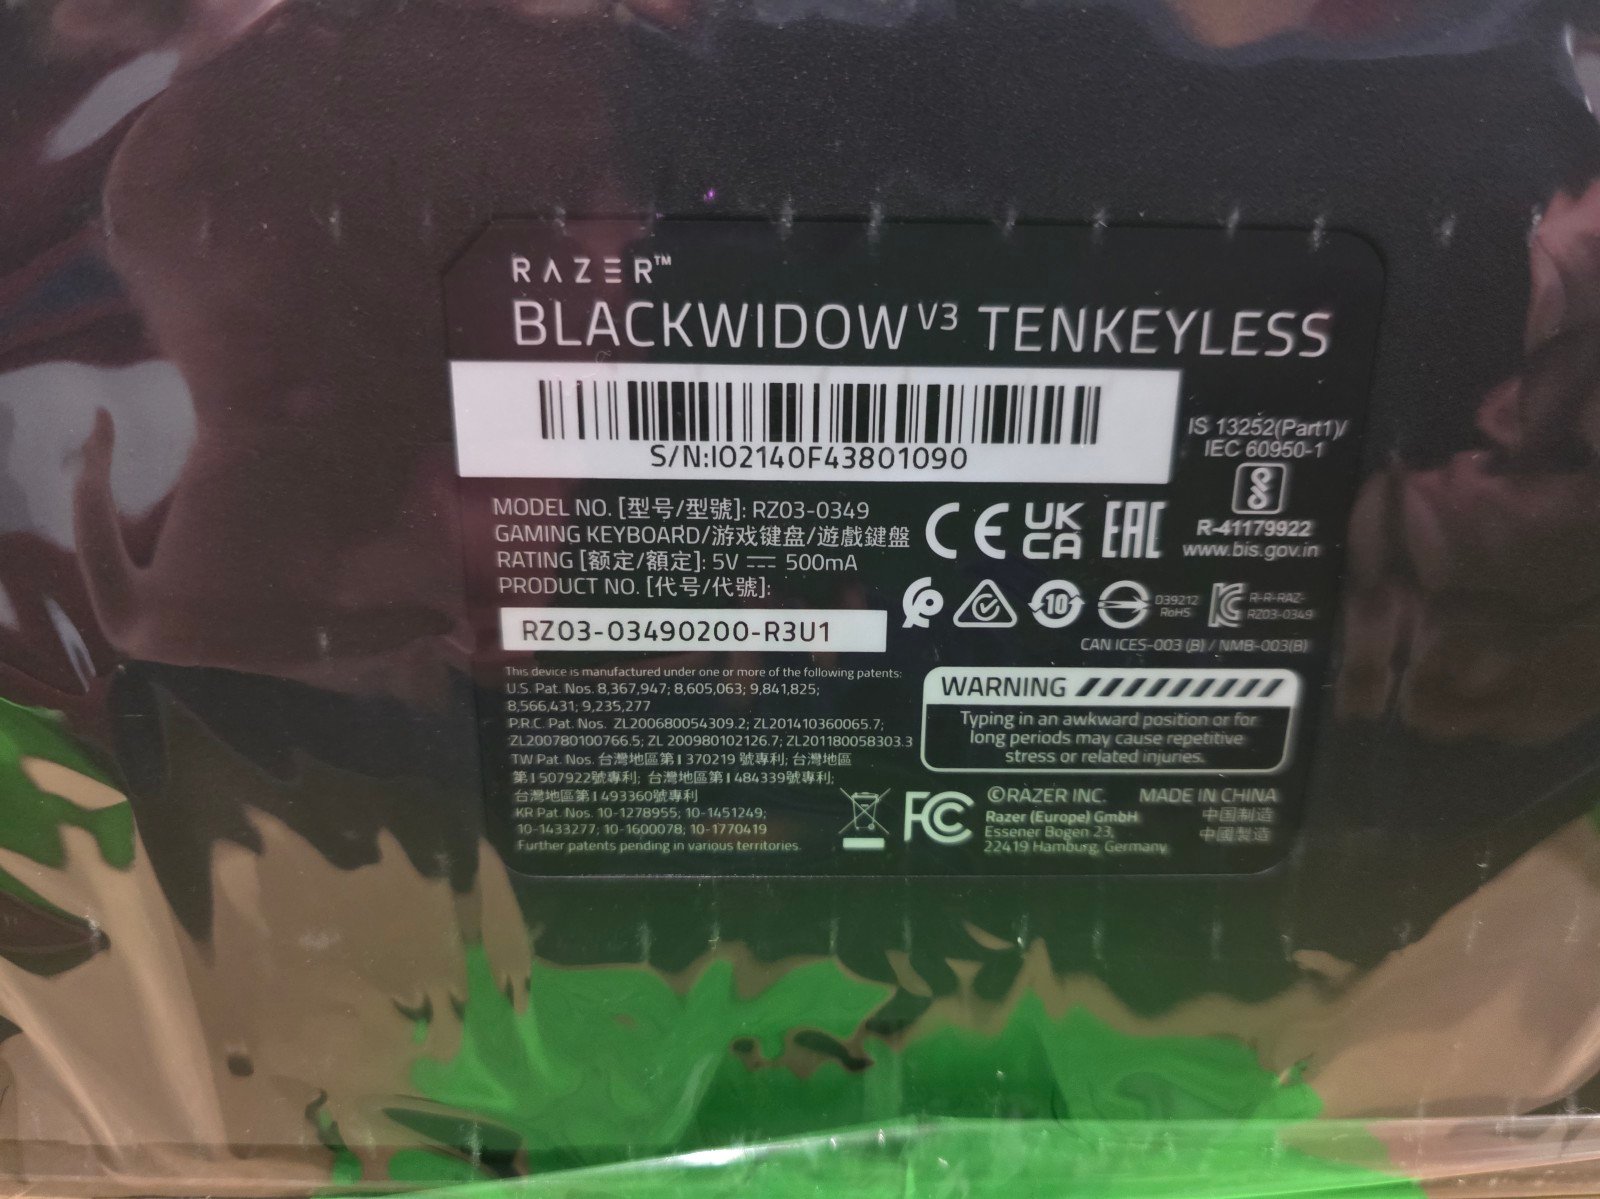 RAZER™
BLACKWIDOW V3 TENKEYLESS
S/N:IO2140F43801090
IS 13252(Part1)/
IEC 60950-1
R-41179922
www.bis.gov.in
MODEL NO. [型号/型號]: RZ03-0349
GAMING KEYBOARD/游戏键盘/遊戲鍵盤
RATING [额定/額定]: 5V ⎓ 500mA
PRODUCT NO. [代号/代號]:
RZ03-03490200-R3U1
CE UK CA EAC
10
D39212
RoHS
R-R-RAZ-
RZ03-0349
CAN ICES-003 (B) / NMB-003(B)
This device is manufactured under one or more of the following patents:
U.S. Pat. Nos. 8,367,947; 8,605,063; 9,841,825;
8,566,431; 9,235,277
P.R.C. Pat. Nos. ZL200680054309.2; ZL201410360065.7;
ZL200780100766.5; ZL 200980102126.7; ZL201180058303.3
TW Pat. Nos. 台灣地區第I 370219 號專利; 台灣地區
第I 507922號專利; 台灣地區第I 484339號專利;
台灣地區第I 493360號專利
KR Pat. Nos. 10-1278955; 10-1451249;
10-1433277; 10-1600078; 10-1770419
Further patents pending in various territories.
WARNING
Typing in an awkward position or for
long periods may cause repetitive
stress or related injuries.
FC
©RAZER INC. MADE IN CHINA
Razer (Europe) GmbH 中国制造
Essener Bogen 23, 中國製造
22419 Hamburg, Germany